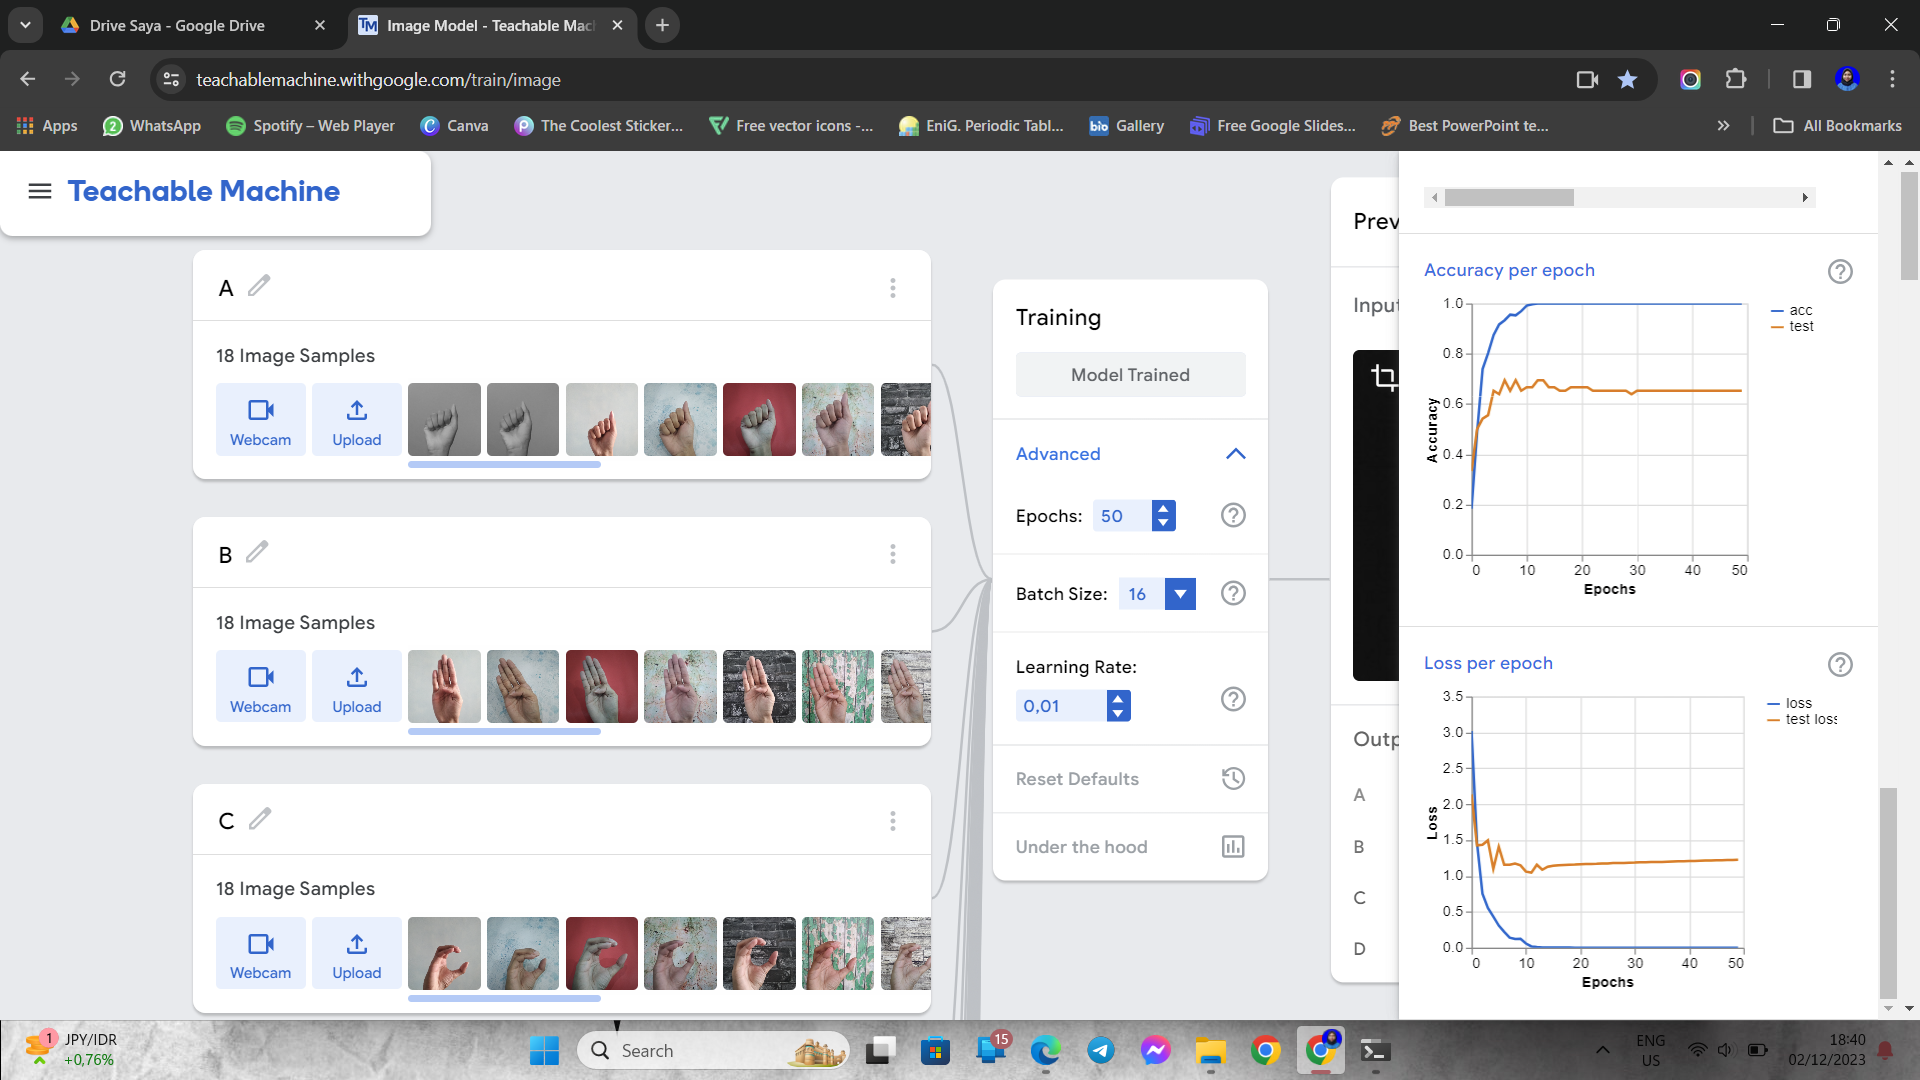 Drive Saya - Google Drive
Image Model - Teachable Mac
teachablemachine.withgoogle.com/train/image
Apps
WhatsApp
Spotify – Web Player
Canva
The Coolest Sticker...
Free vector icons -...
EniG. Periodic Tabl...
bio Gallery
Free Google Slides...
Best PowerPoint te...
All Bookmarks
Teachable Machine
A
18 Image Samples
Webcam
Upload
B
18 Image Samples
Webcam
Upload
C
18 Image Samples
Webcam
Upload
Training
Model Trained
Advanced
Epochs: 50
Batch Size: 16
Learning Rate:
0,01
Reset Defaults
Under the hood
Prev
Input
Outp
A
B
C
D
Accuracy per epoch
acc
test
1.0
0.8
0.6
0.4
0.2
0.0
Accuracy
0 10 20 30 40 50
Epochs
Loss per epoch
loss
test loss
3.5
3.0
2.5
2.0
1.5
1.0
0.5
0.0
Loss
0 10 20 30 40 50
Epochs
1
JPY/IDR
+0,76%
Search
15
ENG
US
18:40
02/12/2023